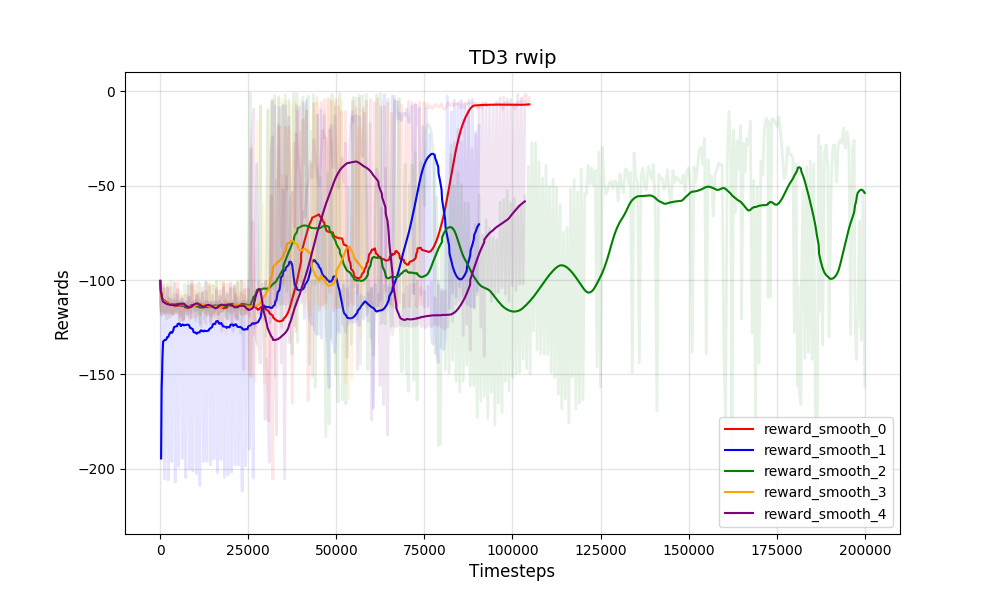 TD3 rwip
Rewards
0
−50
−100
−150
−200
0
25000
50000
75000
100000
125000
150000
175000
200000
Timesteps
reward_smooth_0
reward_smooth_1
reward_smooth_2
reward_smooth_3
reward_smooth_4